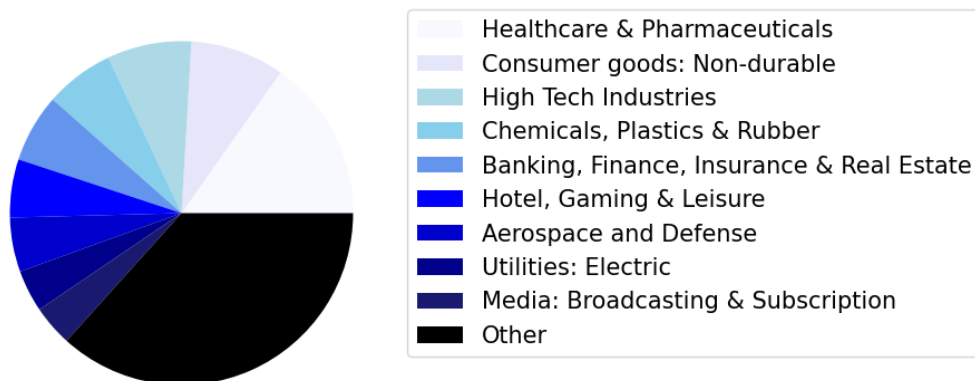 Healthcare & Pharmaceuticals
Consumer goods: Non-durable
High Tech Industries
Chemicals, Plastics & Rubber
Banking, Finance, Insurance & Real Estate
Hotel, Gaming & Leisure
Aerospace and Defense
Utilities: Electric
Media: Broadcasting & Subscription
Other